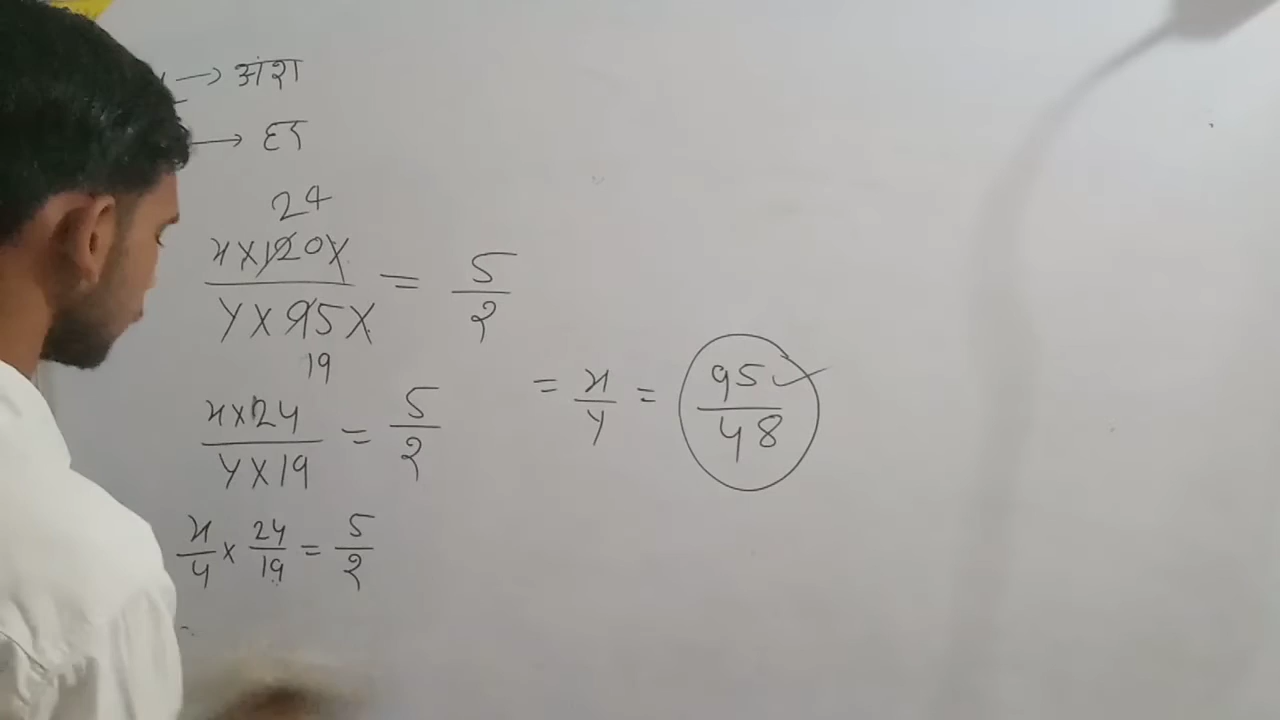 → अंश
→ हर
24
x×120x
y×95x
19
= 5/2
x×24/y×19 = 5/2
x/y × 24/19 = 5/2
= x/y = 95/48 ✓